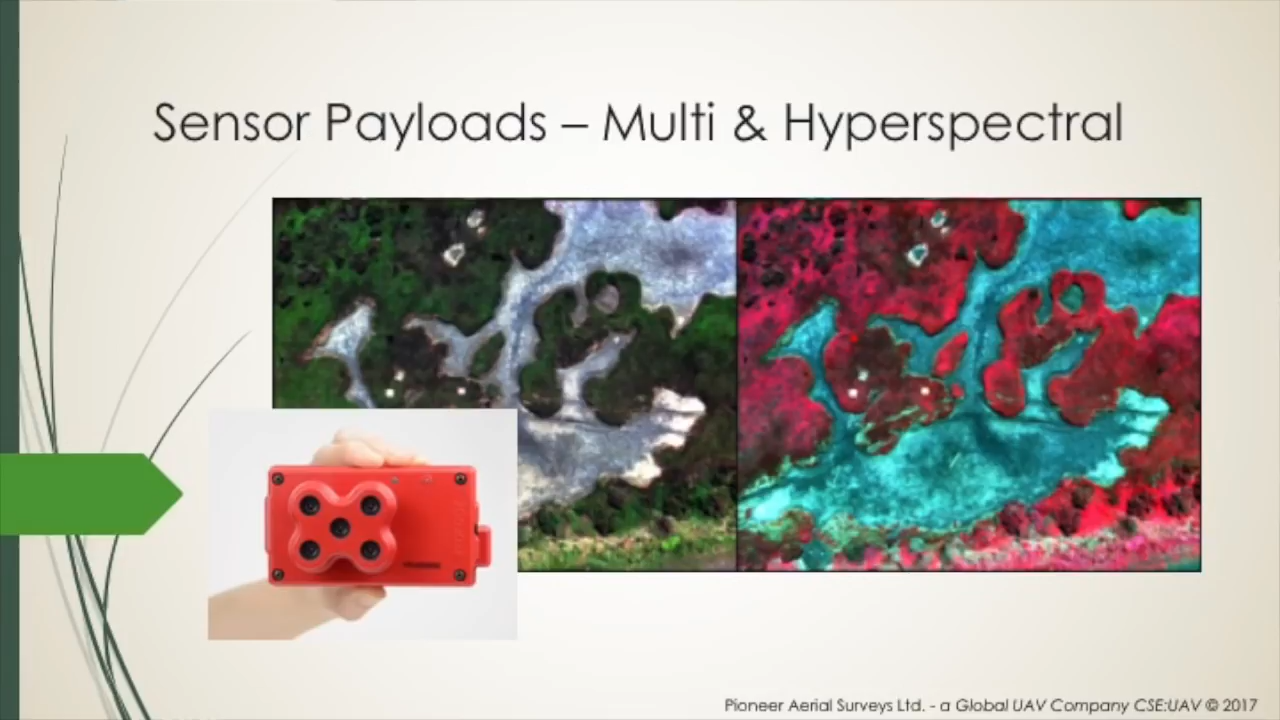 Sensor Payloads – Multi & Hyperspectral
Pioneer Aerial Surveys Ltd. - a Global UAV Company CSE:UAV © 2017